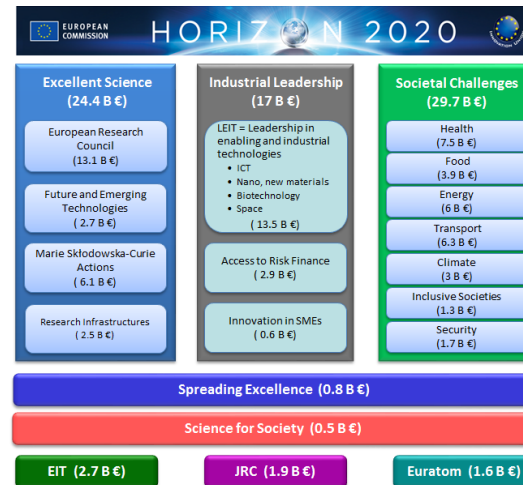 EUROPEAN
COMMISSION
HORIZON 2020
Excellent Science
(24.4 B €)
European Research
Council
(13.1 B €)
Future and Emerging
Technologies
( 2.7 B €)
Marie Skłodowska-Curie
Actions
( 6.1 B €)
Research Infrastructures
( 2.5 B €)
Industrial Leadership
(17 B €)
LEIT = Leadership in
enabling and industrial
technologies
• ICT
• Nano, new materials
• Biotechnology
• Space
( 13.5 B €)
Access to Risk Finance
( 2.9 B €)
Innovation in SMEs
( 0.6 B €)
Societal Challenges
(29.7 B €)
Health
(7.5 B €)
Food
(3.9 B €)
Energy
(6 B €)
Transport
(6.3 B €)
Climate
(3 B €)
Inclusive Societies
(1.3 B €)
Security
(1.7 B €)
Spreading Excellence (0.8 B €)
Science for Society (0.5 B €)
EIT (2.7 B €)
JRC (1.9 B €)
Euratom (1.6 B €)